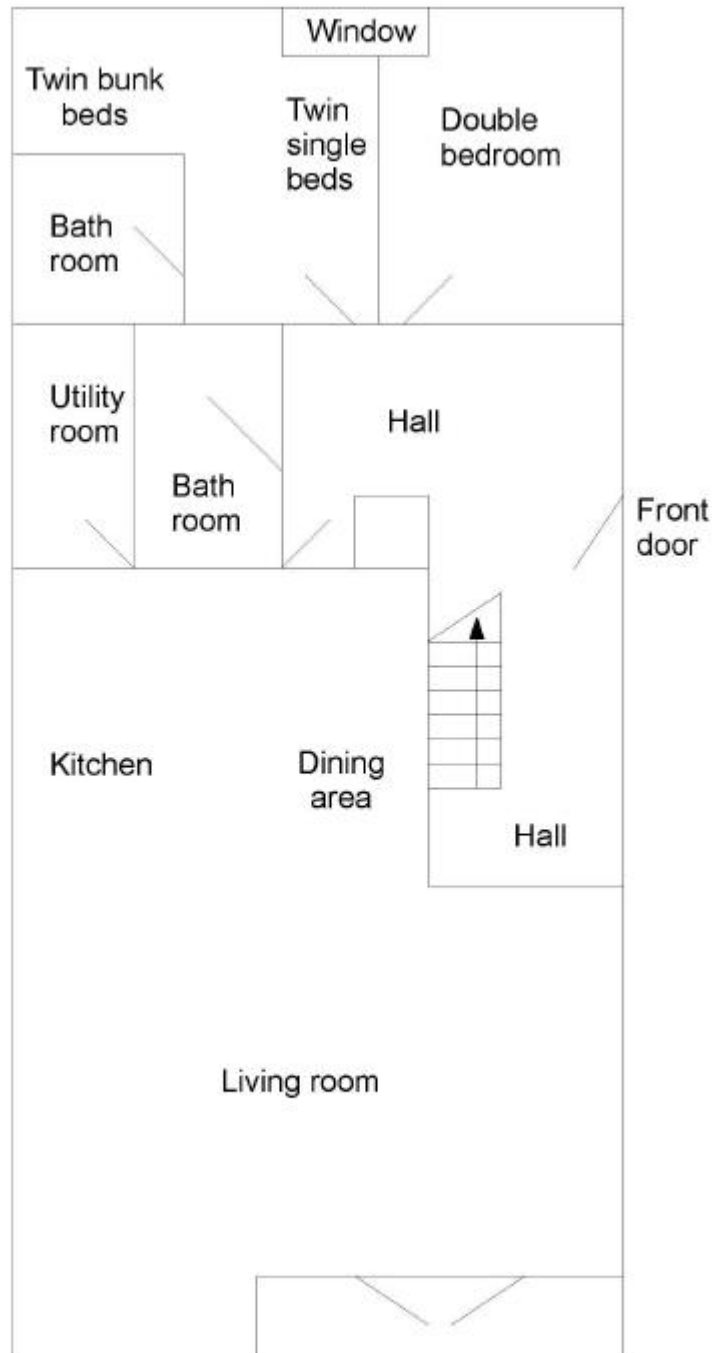 Window
Twin bunk
beds
Twin
single
beds
Double
bedroom
Bath
room
Utility
room
Hall
Bath
room
Front
door
Kitchen
Dining
area
Hall
Living room